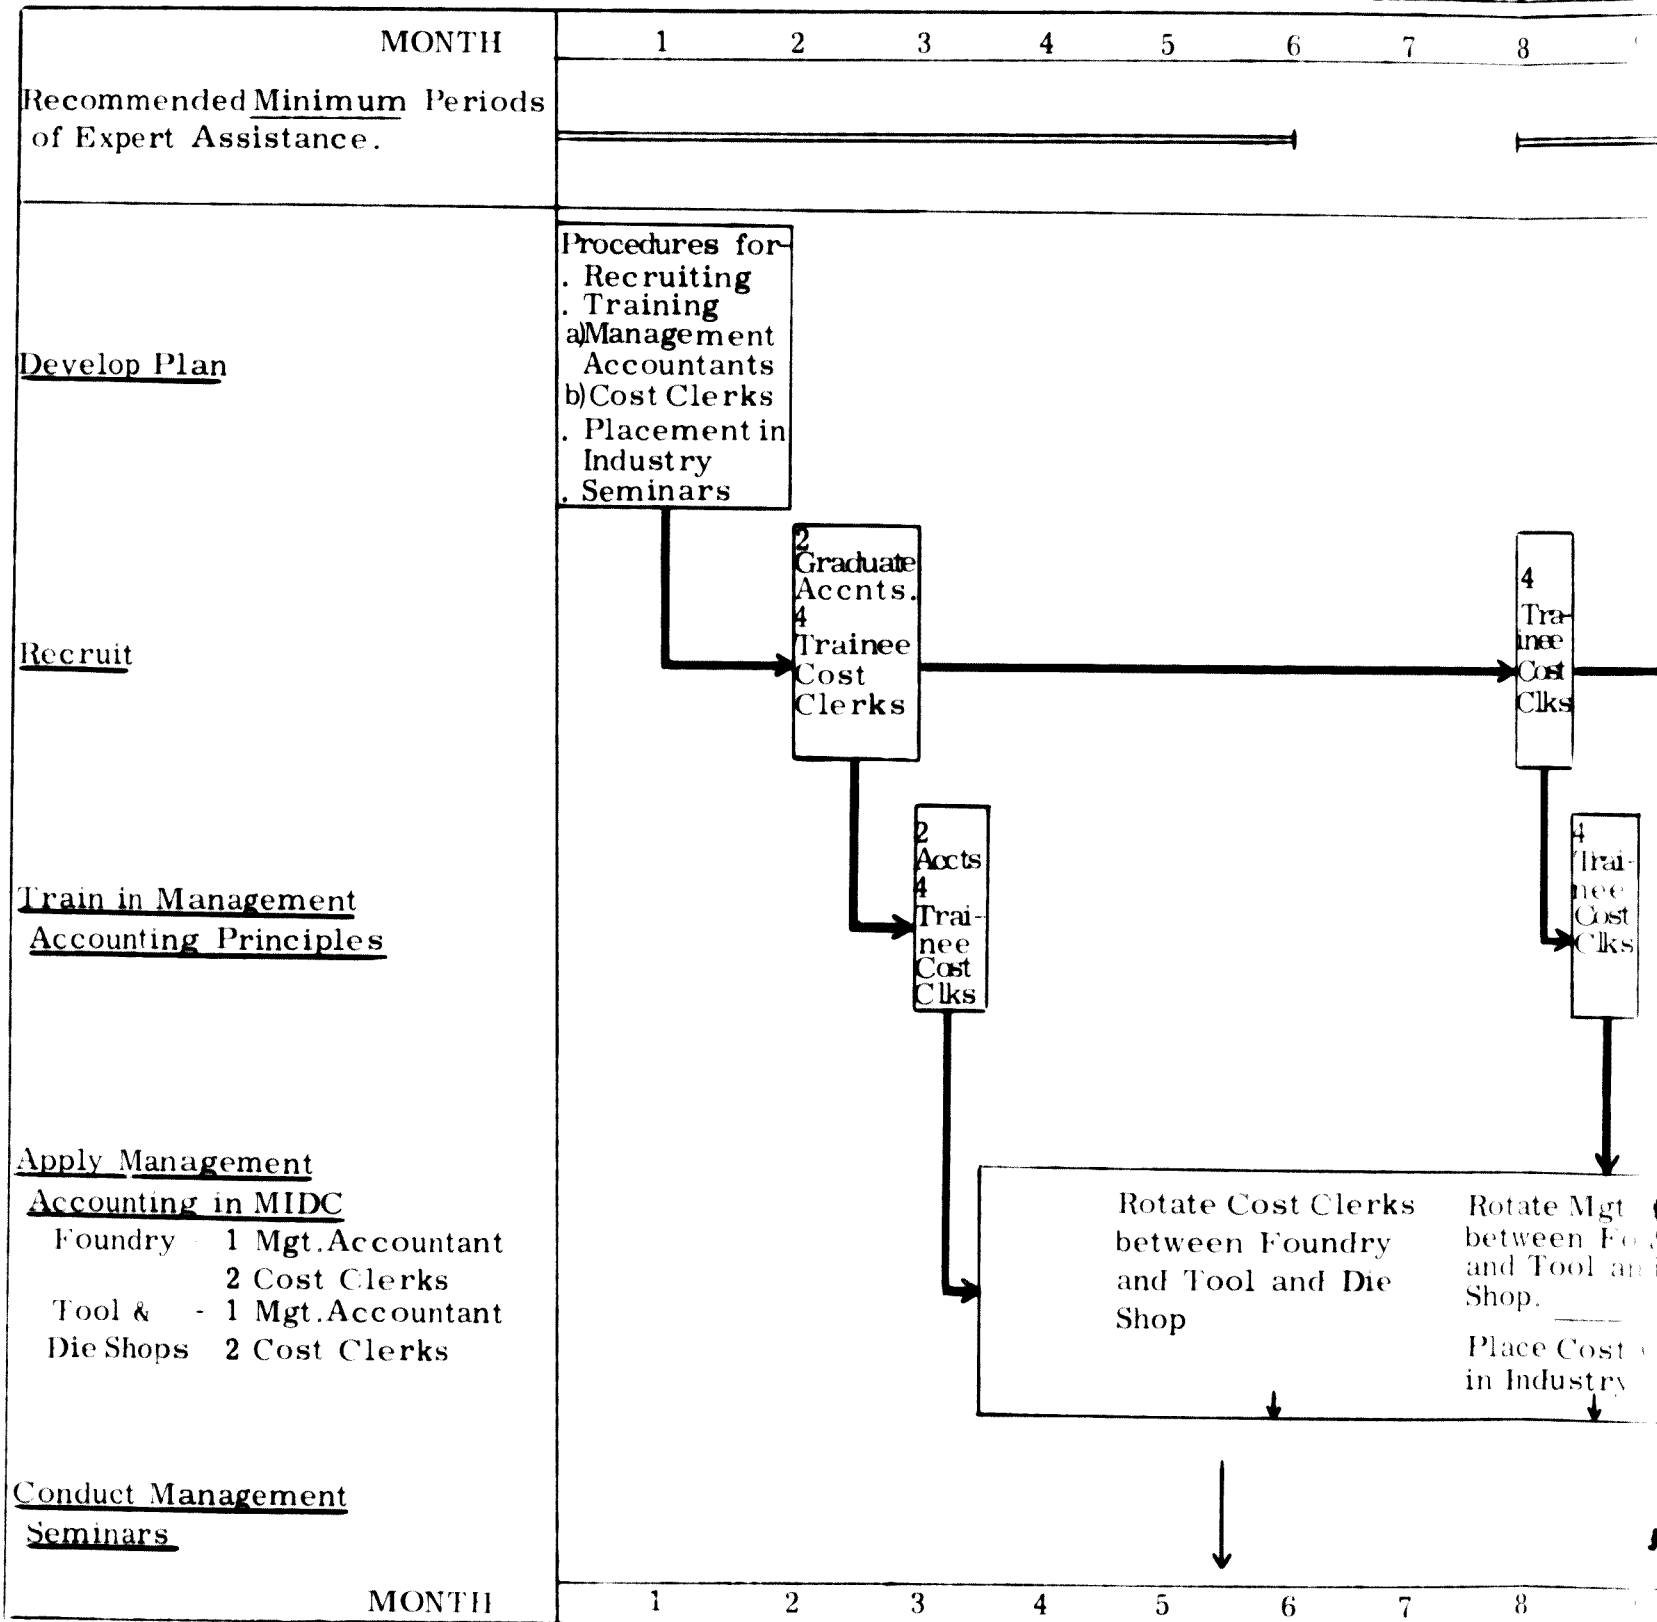 MONTH 1 2 3 4 5 6 7 8
Recommended Minimum Periods
of Expert Assistance.
Procedures for-
. Recruiting
. Training
a)Management
Accountants
b)Cost Clerks
. Placement in
Industry
. Seminars
Develop Plan
2
Graduate
Accnts.
4
Trainee
Cost
Clerks
4
Tra-
inee
Cost
Clks
Recruit
2
Accts
4
Trai-
nee
Cost
Clks
4
Trai-
nee
Cost
Clks
Train in Management
Accounting Principles
Apply Management
Accounting in MIDC
Foundry - 1 Mgt.Accountant
2 Cost Clerks
Tool & - 1 Mgt.Accountant
Die Shops 2 Cost Clerks
Rotate Cost Clerks
between Foundry
and Tool and Die
Shop
Rotate Mgt
between
and Tool
Shop.
Place Cost
in Industry
Conduct Management
Seminars
MONTH 1 2 3 4 5 6 7 8